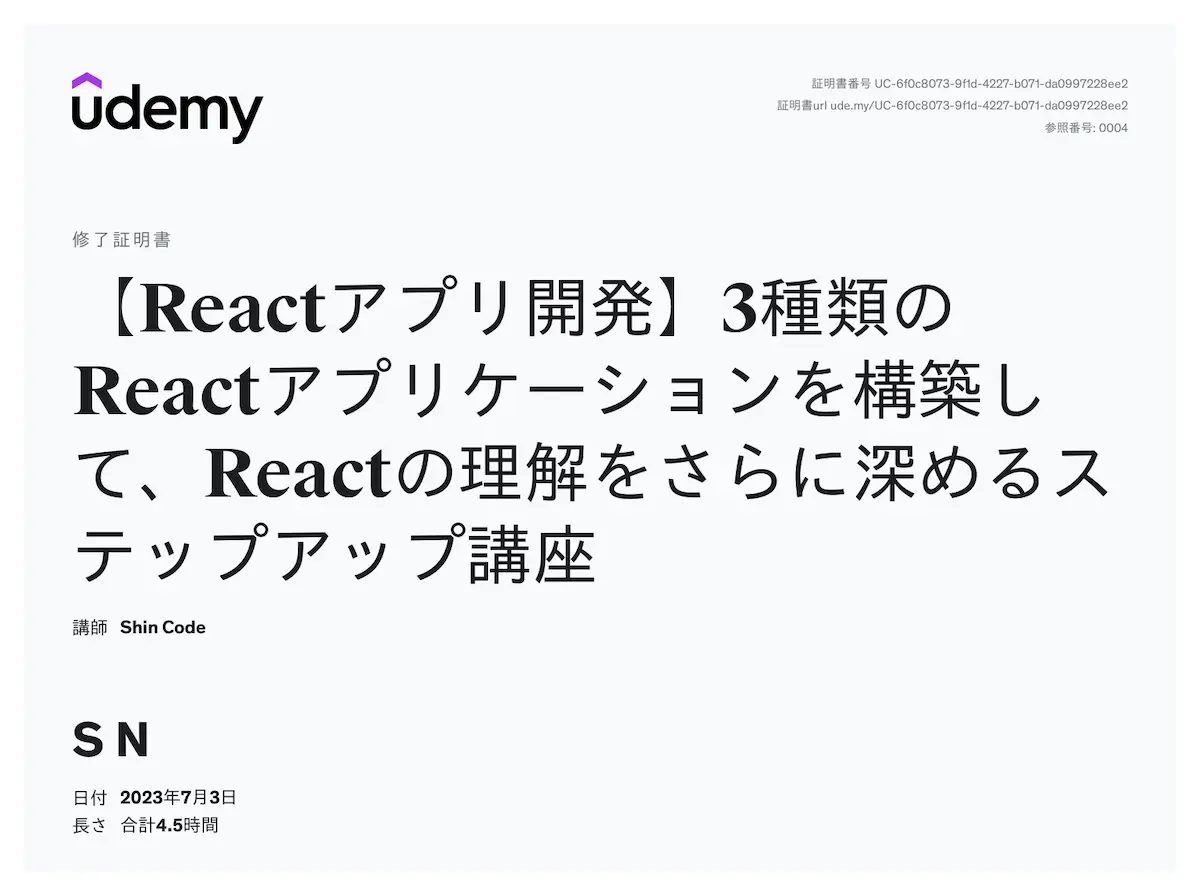 udemy
証明書番号 UC-6f0c8073-9f1d-4227-b071-da0997228ee2
証明書url ude.my/UC-6f0c8073-9f1d-4227-b071-da0997228ee2
参照番号: 0004
修了証明書
【Reactアプリ開発】3種類の
Reactアプリケーションを構築し
て、Reactの理解をさらに深めるス
テップアップ講座
講師 Shin Code
S N
日付 2023年7月3日
長さ 合計4.5時間